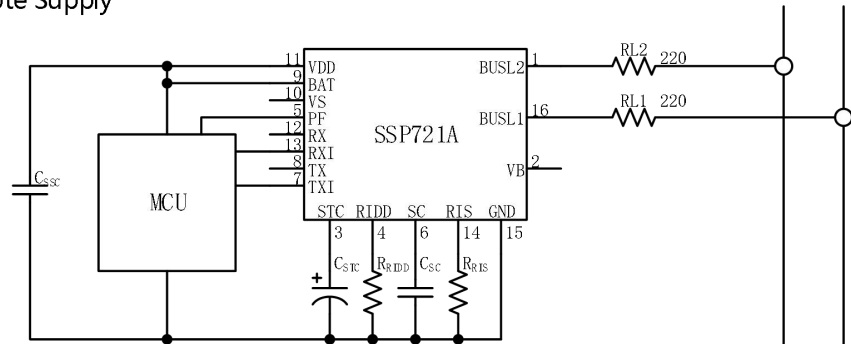 Supply
11 VDD
9 BAT
10 VS
5 PF
12 RX
13 RXI
8 TX
7 TXI
SSP721A
BUSL2 1
BUSL1 16
VB 2
RL2 220
RL1 220
CSSC
MCU
STC RIDD SC RIS GND
3 4 6 14 15
+ CSTC RRIDD CSC RRIS